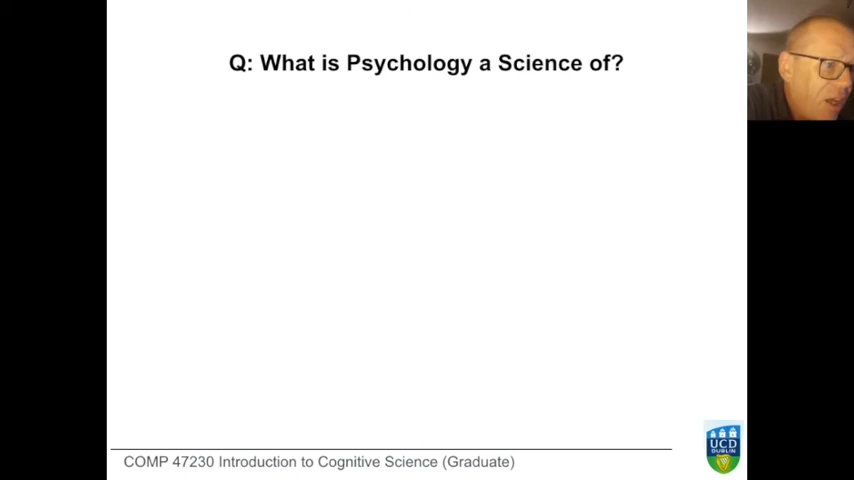 Q: What is Psychology a Science of?
COMP 47230 Introduction to Cognitive Science (Graduate)
UCD
DUBLIN